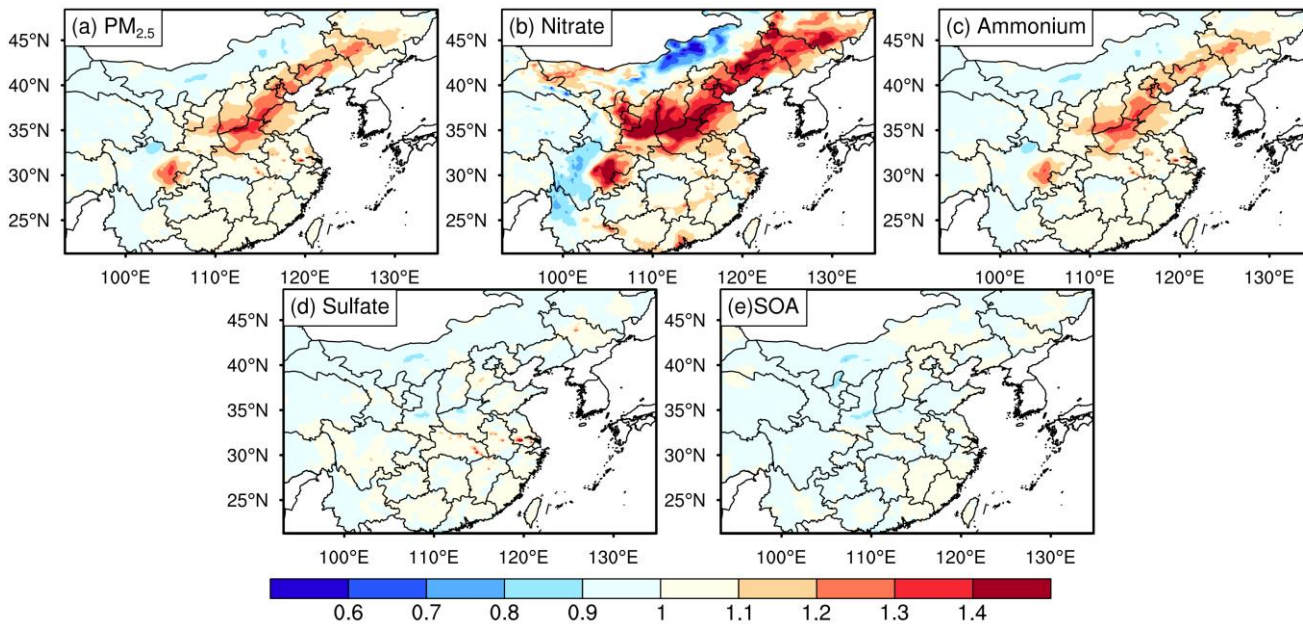 (a) PM2.5
(b) Nitrate
(c) Ammonium
45°N
40°N
35°N
30°N
25°N
45°N
40°N
35°N
30°N
25°N
45°N
40°N
35°N
30°N
25°N
100°E 110°E 120°E 130°E
100°E 110°E 120°E 130°E
100°E 110°E 120°E 130°E
(d) Sulfate
(e)SOA
45°N
40°N
35°N
30°N
25°N
45°N
40°N
35°N
30°N
25°N
100°E 110°E 120°E 130°E
100°E 110°E 120°E 130°E
0.6 0.7 0.8 0.9 1 1.1 1.2 1.3 1.4